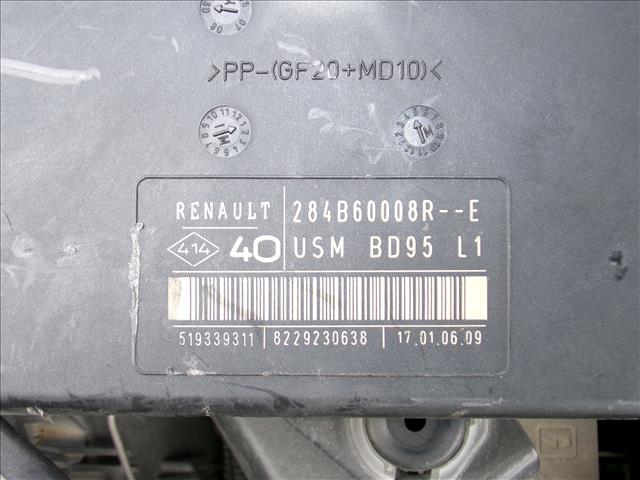 >PP-(GF20+MD10)<
RENAULT 284B60008R--E
414 40 USM BD95 L1
519339311 8229230638 17.01.06.09